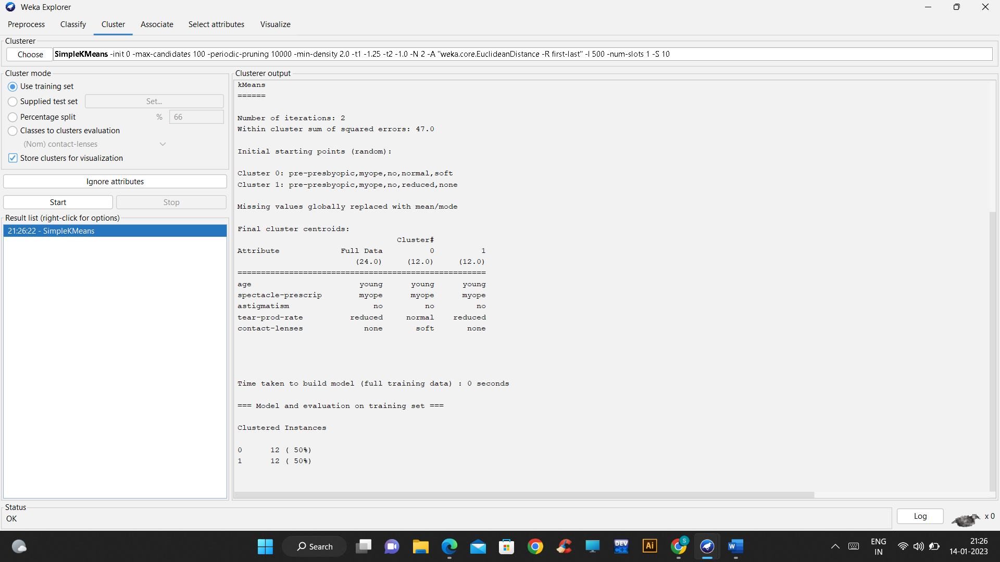 Weka Explorer
Preprocess Classify Cluster Associate Select attributes Visualize
Clusterer
Choose SimpleKMeans -init 0 -max-candidates 100 -periodic-pruning 10000 -min-density 2.0 -t1 -1.25 -t2 -1.0 -N 2 -A "weka.core.EuclideanDistance -R first-last" -I 500 -num-slots 1 -S 10
Cluster mode
Use training set
Supplied test set Set...
Percentage split % 66
Classes to clusters evaluation
(Nom) contact-lenses
Store clusters for visualization
Ignore attributes
Start Stop
Result list (right-click for options)
21:26:22 - SimpleKMeans
Clusterer output
kMeans
======
Number of iterations: 2
Within cluster sum of squared errors: 47.0
Initial starting points (random):
Cluster 0: pre-presbyopic,myope,no,normal,soft
Cluster 1: pre-presbyopic,myope,no,reduced,none
Missing values globally replaced with mean/mode
Final cluster centroids:
Cluster#
Attribute Full Data 0 1
(24.0) (12.0) (12.0)
=====================================================
age young young young
spectacle-prescrip myope myope myope
astigmatism no no no
tear-prod-rate reduced normal reduced
contact-lenses none soft none
Time taken to build model (full training data) : 0 seconds
=== Model and evaluation on training set ===
Clustered Instances
0 12 ( 50%)
1 12 ( 50%)
Status
OK
Log x 0
Search
DEV C++
Ai
S
W
ENG
IN
21:26
14-01-2023